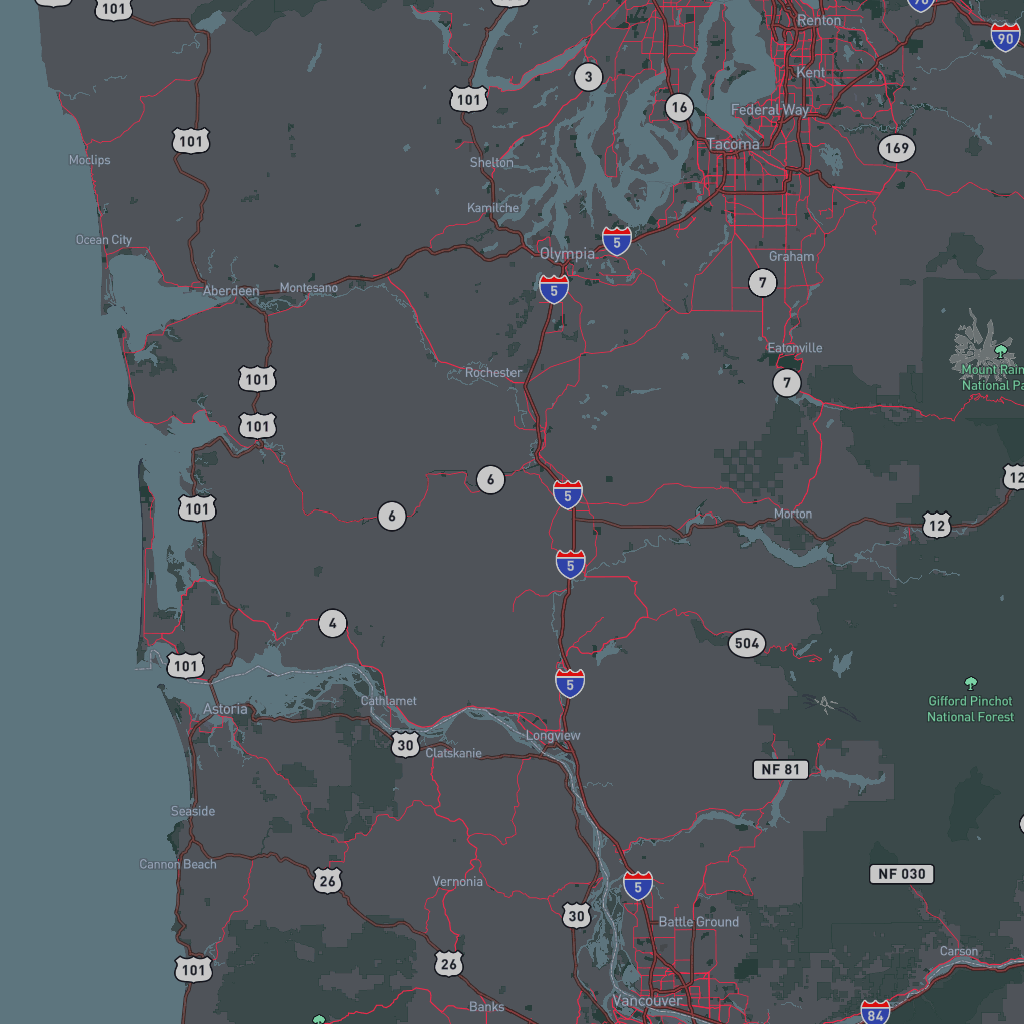 101
Renton
90
3
Kent
101
16
Federal Way
101
Tacoma
169
Moclips
Shelton
Kamilche
Ocean City
5
Olympia
Graham
7
Aberdeen
Montesano
5
Eatonville
Rochester
Mount Rain
National Pa
101
7
101
6
12
5
101
Morton
6
12
5
4
504
101
5
Gifford Pinchot
National Forest
Cathlamet
Astoria
Longview
30
Clatskanie
NF 81
Seaside
Cannon Beach
NF 030
26
Vernonia
5
30
Battle Ground
Carson
26
101
Banks
Vancouver
84